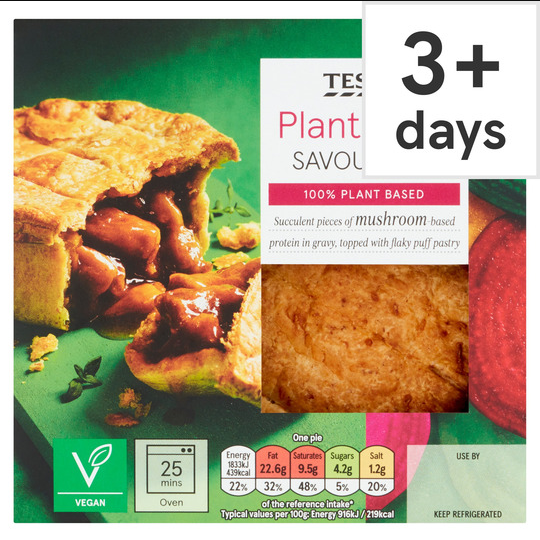 3+
days
TES
Plant
SAVOU
100% PLANT BASED
Succulent pieces of mushroom-based
protein in gravy, topped with flaky puff pastry
One pie
Energy
1833kJ
439kcal
22%
Fat
22.6g
32%
Saturates
9.5g
48%
Sugars
4.2g
5%
Salt
1.2g
20%
of the reference intake*
Typical values per 100g: Energy 916kJ / 219kcal
V
VEGAN
25
mins
Oven
USE BY
KEEP REFRIGERATED